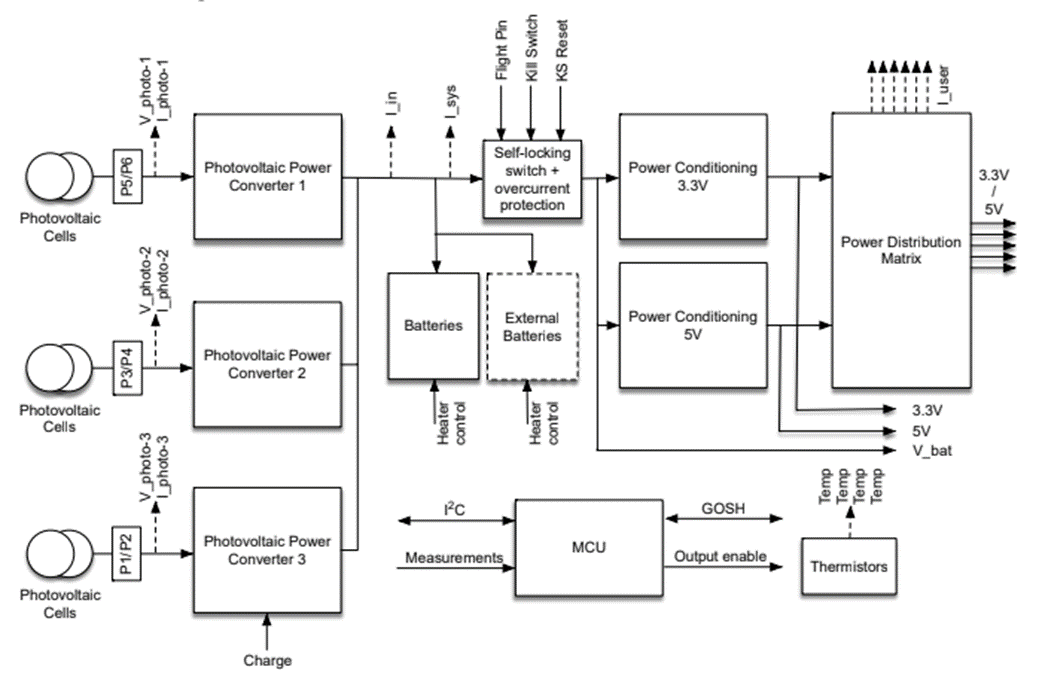 V_photo-1
I_photo-1
P5/P6
Photovoltaic
Cells
Photovoltaic Power
Converter 1
I_in
I_sys
Flight Pin
Kill Switch
KS Reset
Self-locking
switch +
overcurrent
protection
Power Conditioning
3.3V
I_user
Power Distribution
Matrix
3.3V
/
5V
V_photo-2
I_photo-2
P3/P4
Photovoltaic
Cells
Photovoltaic Power
Converter 2
Batteries
External
Batteries
Heater
control
Heater
control
Power Conditioning
5V
3.3V
5V
V_bat
V_photo-3
I_photo-3
P1/P2
Photovoltaic
Cells
Photovoltaic Power
Converter 3
Charge
I²C
Measurements
MCU
GOSH
Output enable
Temp
Temp
Temp
Temp
Thermistors